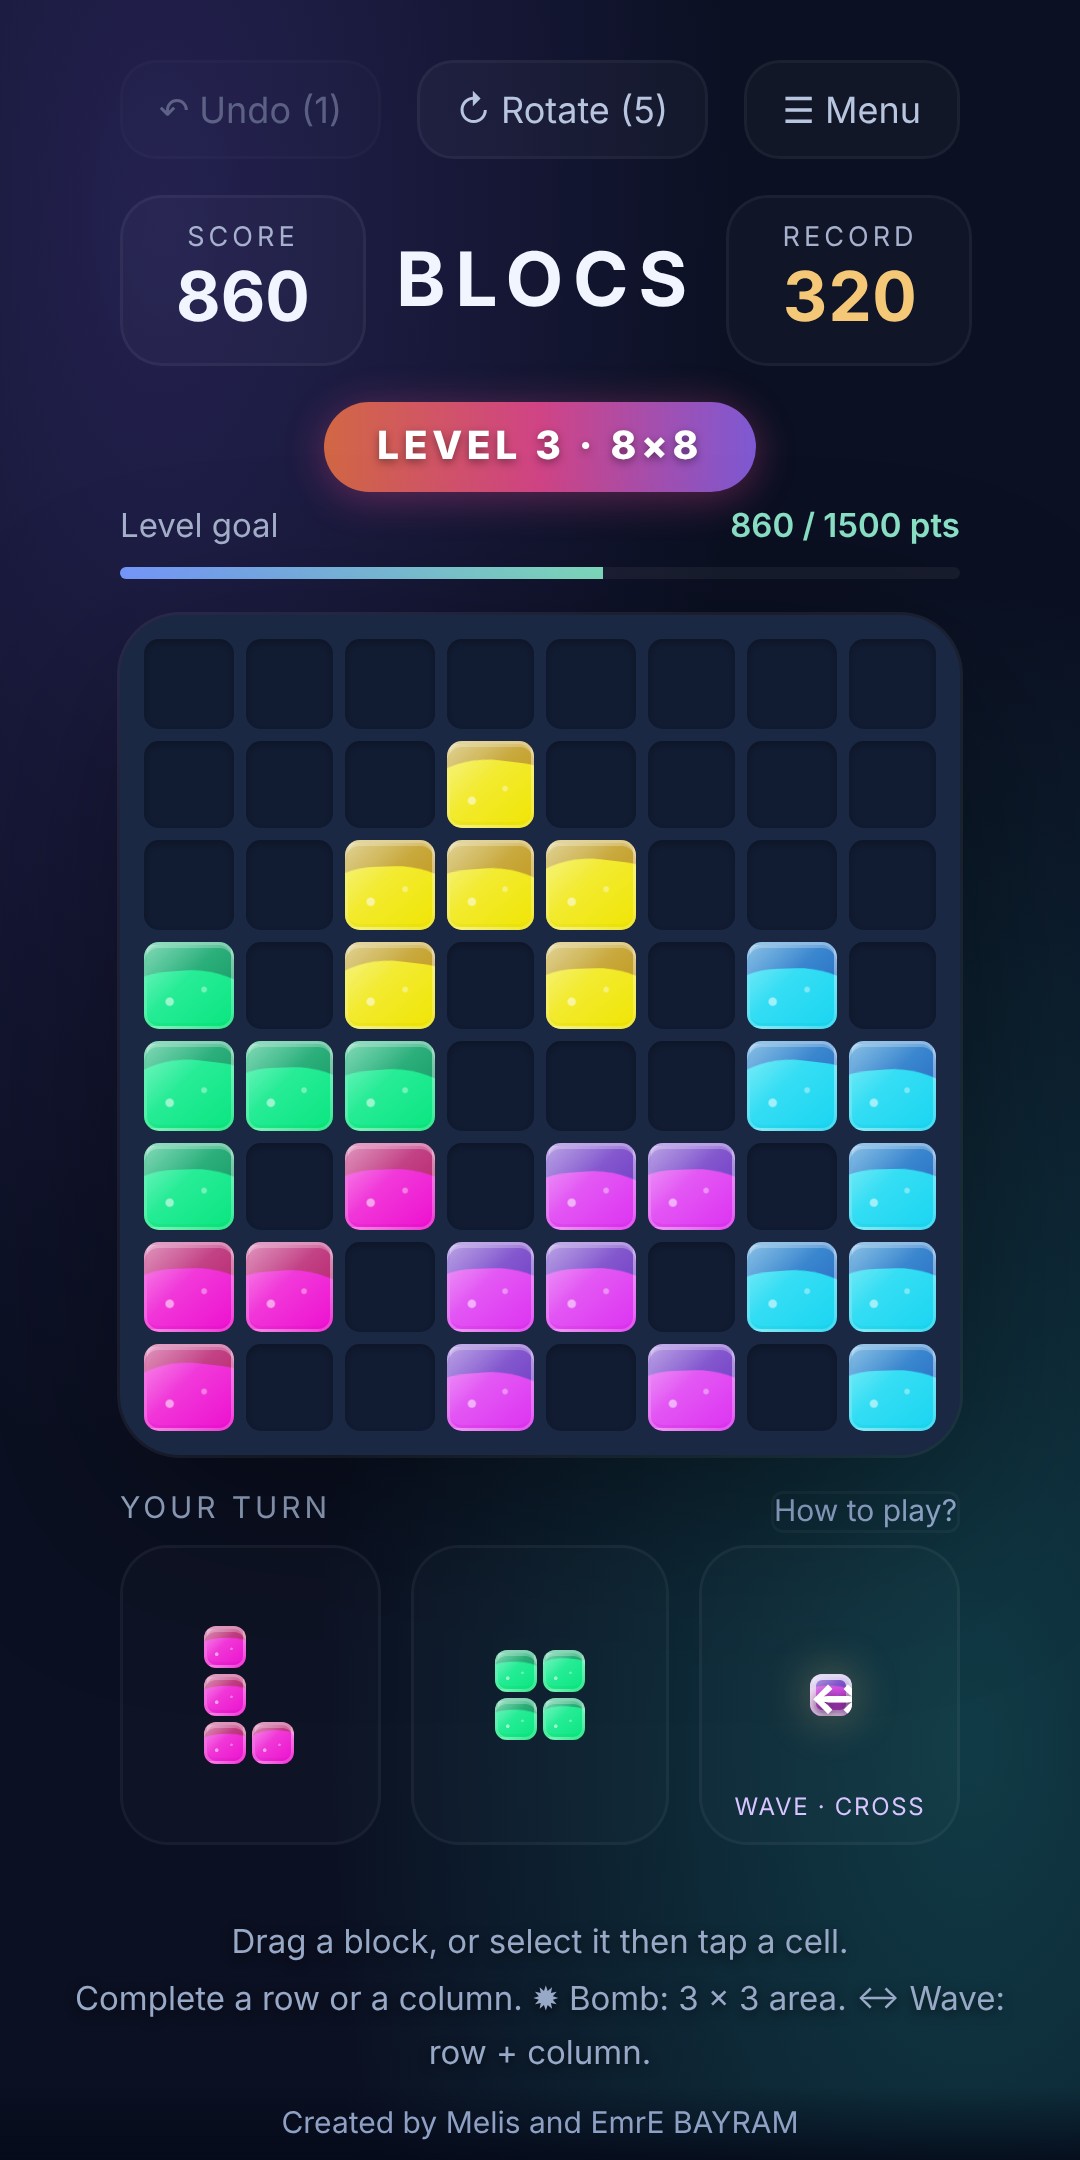 ↶ Undo (1)
↻ Rotate (5)
☰ Menu
SCORE
860
BLOCS
RECORD
320
LEVEL 3 · 8×8
Level goal
860 / 1500 pts
YOUR TURN
How to play?
WAVE · CROSS
Drag a block, or select it then tap a cell.
Complete a row or a column. ✹ Bomb: 3 × 3 area. ↔ Wave:
row + column.
Created by Melis and EmrE BAYRAM